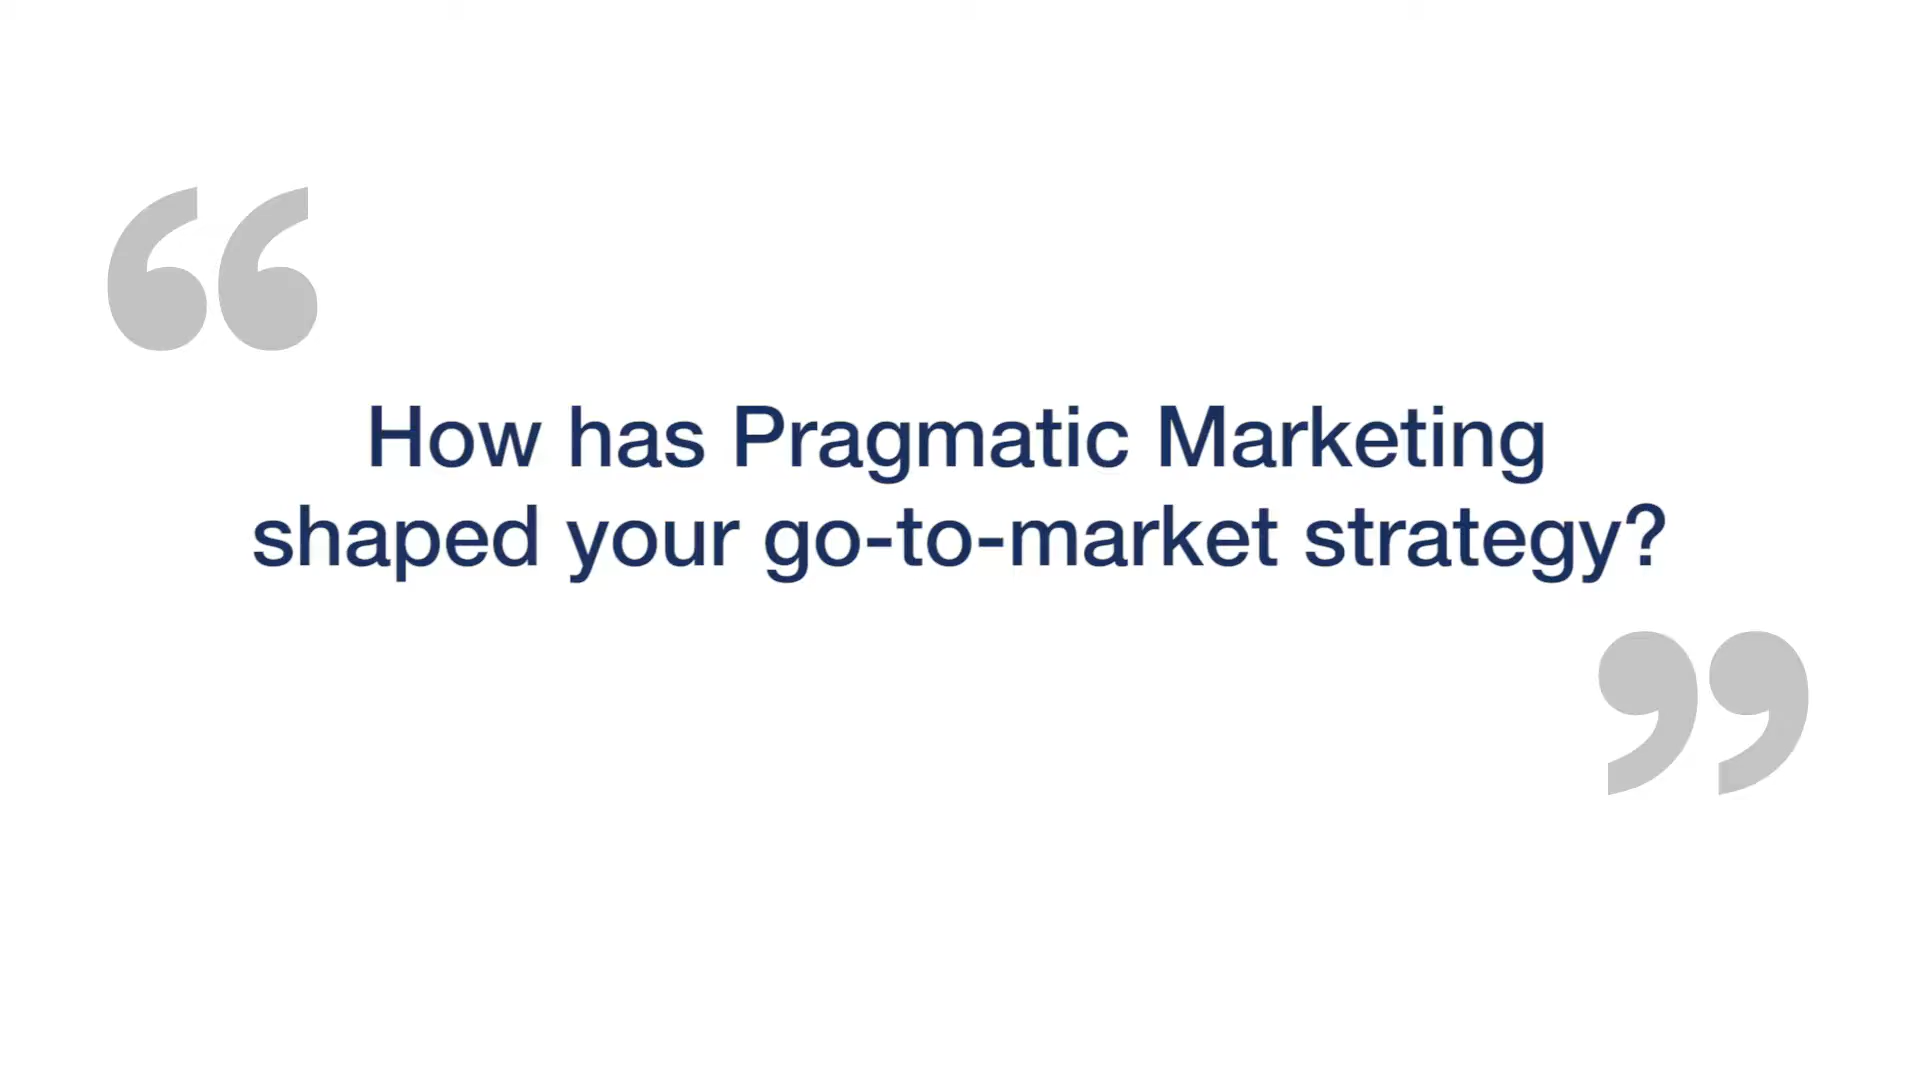 “
How has Pragmatic Marketing
shaped your go-to-market strategy?
”